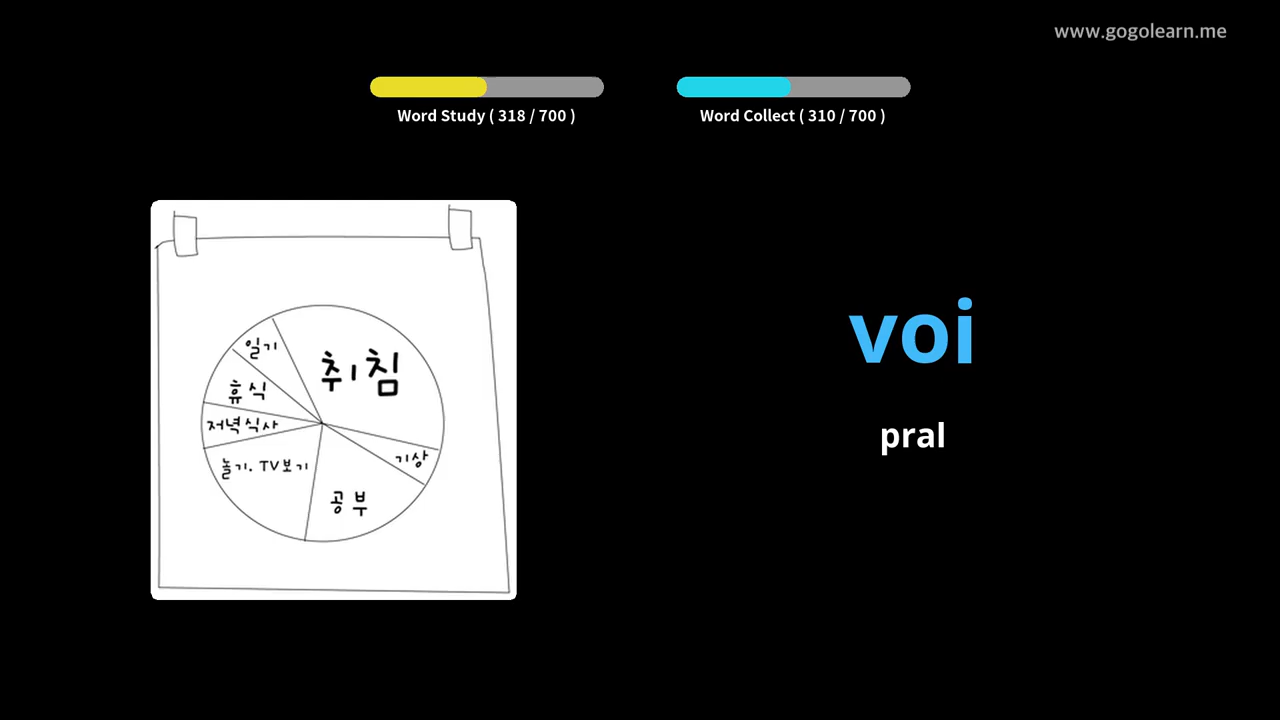 www.gogolearn.me
Word Study ( 318 / 700 )
Word Collect ( 310 / 700 )
일기
취침
휴식
저녁식사
놀기. TV보기
기상
공부
voi
pral